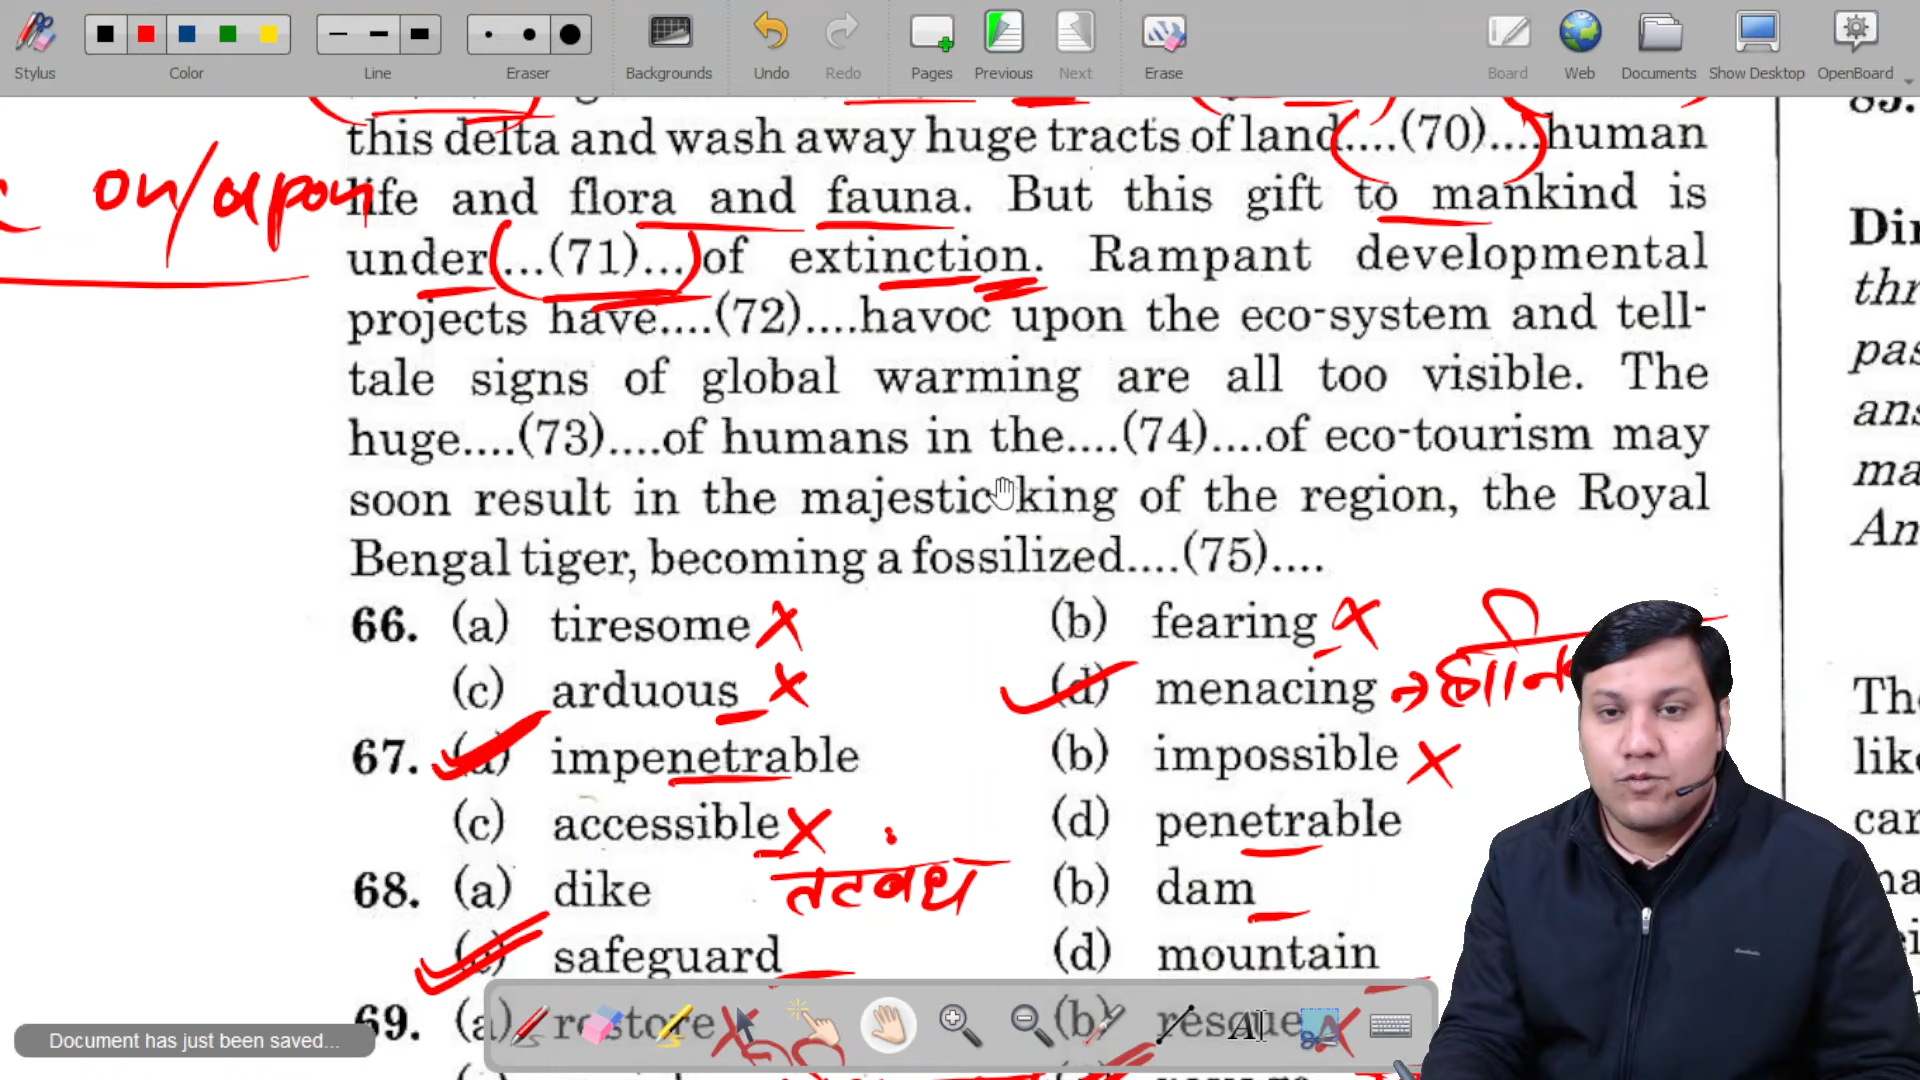 Stylus
Color
Line
Eraser
Backgrounds
Undo
Redo
Pages
Previous
Next
Erase
Board
Web
Documents
Show Desktop
OpenBoard
this delta and wash away huge tracts of land....(70)....human
life and flora and fauna. But this gift to mankind is
under...(71)...of extinction. Rampant developmental
projects have....(72)....havoc upon the eco-system and tell-
tale signs of global warming are all too visible. The
huge....(73)....of humans in the....(74)....of eco-tourism may
soon result in the majestic king of the region, the Royal
Bengal tiger, becoming a fossilized....(75)....
on/upon
66. (a) tiresome (b) fearing
(c) arduous (d) menacing
67. (a) impenetrable (b) impossible
(c) accessible (d) penetrable
68. (a) dike तटबंध (b) dam
(c) safeguard (d) mountain
69. (a) restore (b) resque
85.
Dir
thr
pas
ans
ma
An
The
lik
car
Document has just been saved...